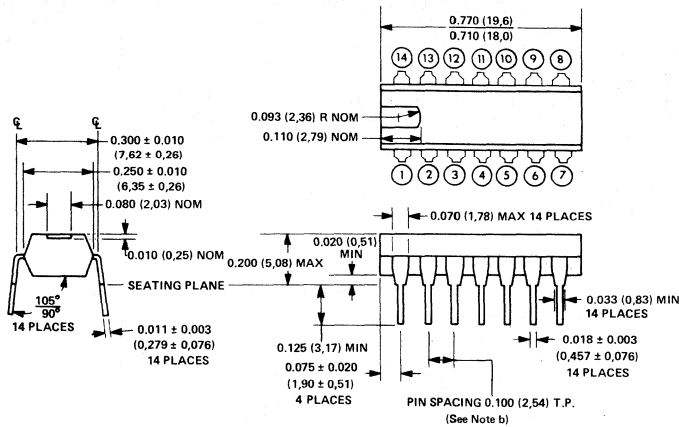 0.770 (19,6)
0.710 (18,0)
14 13 12 11 10 9 8
0.093 (2,36) R NOM
0.110 (2,79) NOM
1 2 3 4 5 6 7
℄ ℄
0.300 ± 0.010
(7,62 ± 0,26)
0.250 ± 0.010
(6,35 ± 0,26)
0.080 (2,03) NOM
0.010 (0,25) NOM
SEATING PLANE
105°
90°
14 PLACES
0.011 ± 0.003
(0,279 ± 0,076)
14 PLACES
0.070 (1,78) MAX 14 PLACES
0.020 (0,51)
MIN
0.200 (5,08) MAX
0.033 (0,83) MIN
14 PLACES
0.018 ± 0.003
(0,457 ± 0,076)
14 PLACES
0.125 (3,17) MIN
0.075 ± 0.020
(1,90 ± 0,51)
4 PLACES
PIN SPACING 0.100 (2,54) T.P.
(See Note b)